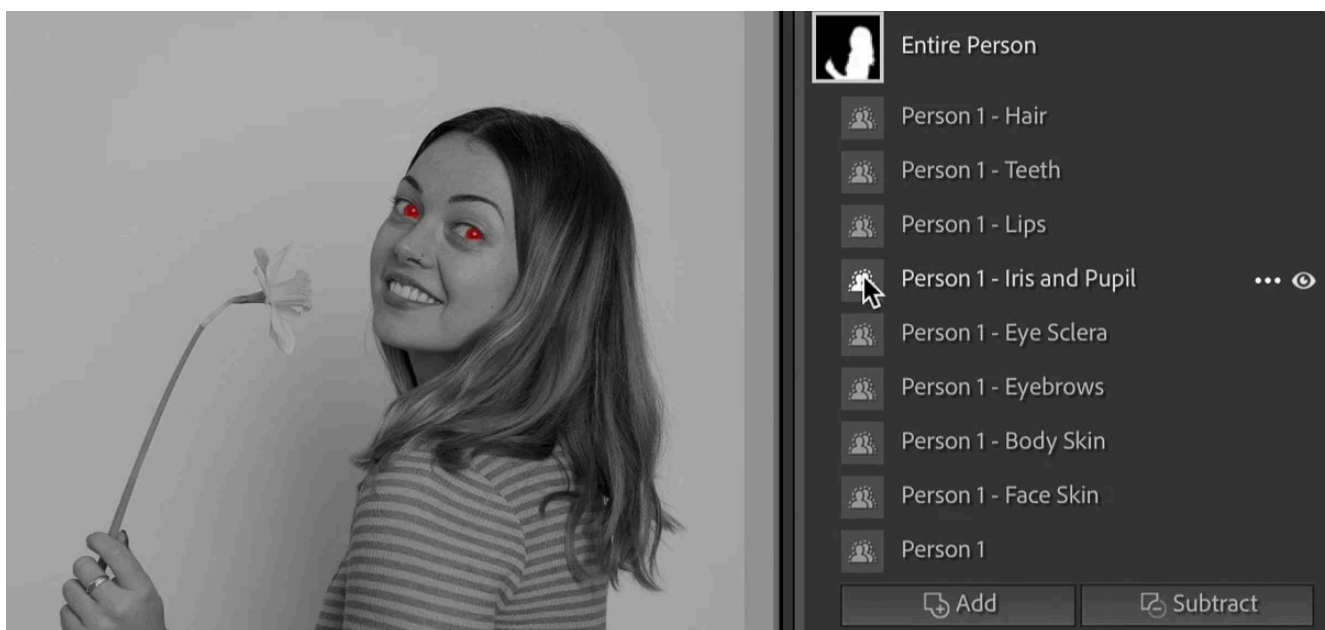 Entire Person
Person 1 - Hair
Person 1 - Teeth
Person 1 - Lips
Person 1 - Iris and Pupil
Person 1 - Eye Sclera
Person 1 - Eyebrows
Person 1 - Body Skin
Person 1 - Face Skin
Person 1
Add
Subtract